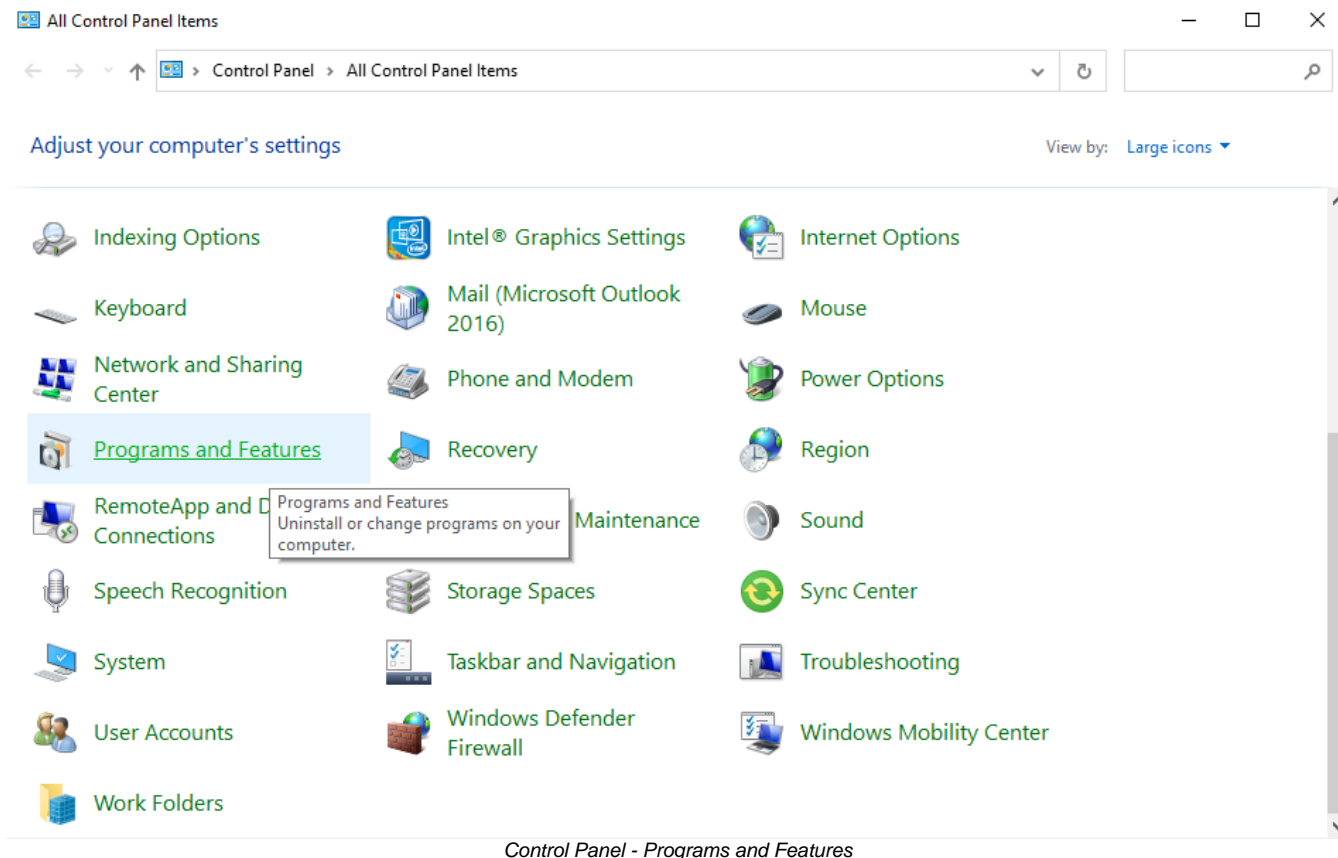 All Control Panel Items
Control Panel > All Control Panel Items
Adjust your computer's settings
View by: Large icons
Indexing Options
Intel® Graphics Settings
Internet Options
Keyboard
Mail (Microsoft Outlook
2016)
Mouse
Network and Sharing
Center
Phone and Modem
Power Options
Programs and Features
Recovery
Region
RemoteApp and D
Connections
Programs and Features
Uninstall or change programs on your
computer.
Maintenance
Sound
Speech Recognition
Storage Spaces
Sync Center
System
Taskbar and Navigation
Troubleshooting
User Accounts
Windows Defender
Firewall
Windows Mobility Center
Work Folders
Control Panel - Programs and Features